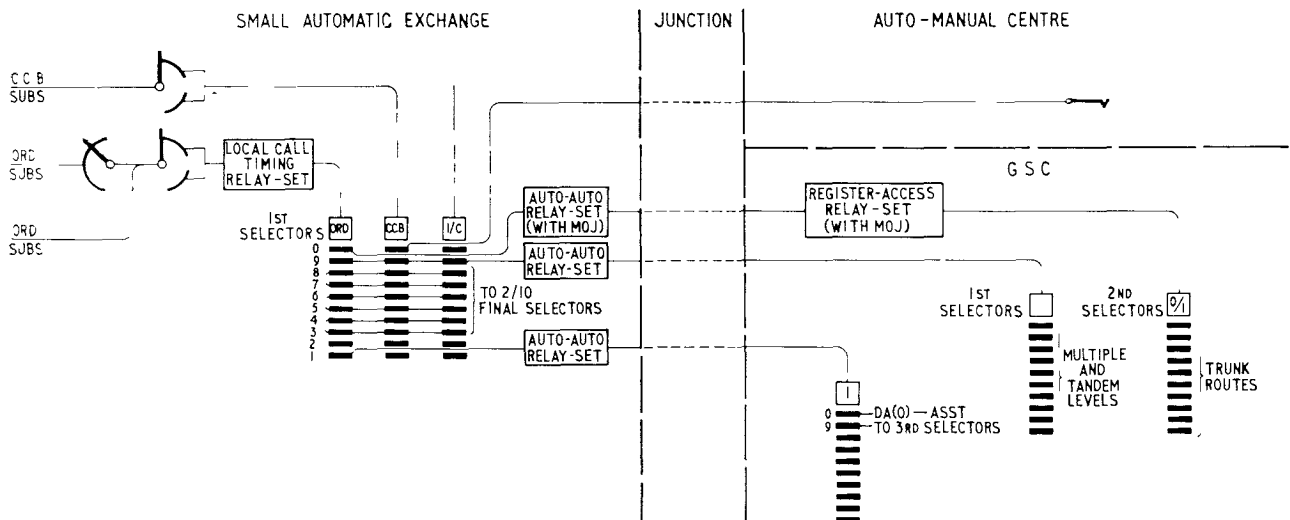 SMALL AUTOMATIC EXCHANGE
JUNCTION
AUTO-MANUAL CENTRE
CCB
SUBS
ORD
SUBS
ORD
SUBS
LOCAL CALL
TIMING
RELAY-SET
1ST
SELECTORS
ORD
CCB
I/C
0
9
8
7
6
5
4
3
2
1
TO 2/10
FINAL SELECTORS
AUTO-AUTO
RELAY-SET
(WITH MOJ)
AUTO-AUTO
RELAY-SET
AUTO-AUTO
RELAY-SET
GSC
REGISTER-ACCESS
RELAY-SET
(WITH MOJ)
1ST
SELECTORS
2ND
SELECTORS
0/1
MULTIPLE
AND
TANDEM
LEVELS
TRUNK
ROUTES
1
0
DA(0)—ASST
9
TO 3RD SELECTORS